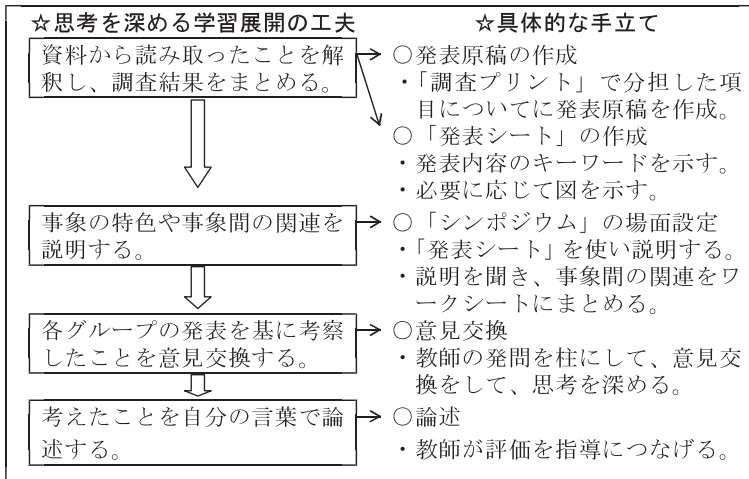 ☆思考を深める学習展開の工夫
資料から読み取ったことを解
釈し、調査結果をまとめる。
事象の特色や事象間の関連を
説明する。
各グループの発表を基に考察
したことを意見交換する。
考えたことを自分の言葉で論
述する。
☆具体的な手立て
○発表原稿の作成
・「調査プリント」で分担した項
目についてに発表原稿を作成。
○「発表シート」の作成
・発表内容のキーワードを示す。
・必要に応じて図を示す。
○「シンポジウム」の場面設定
・「発表シート」を使い説明する。
・説明を聞き、事象間の関連をワ
ークシートにまとめる。
○意見交換
・教師の発問を柱にして、意見交
換をして、思考を深める。
○論述
・教師が評価を指導につなげる。